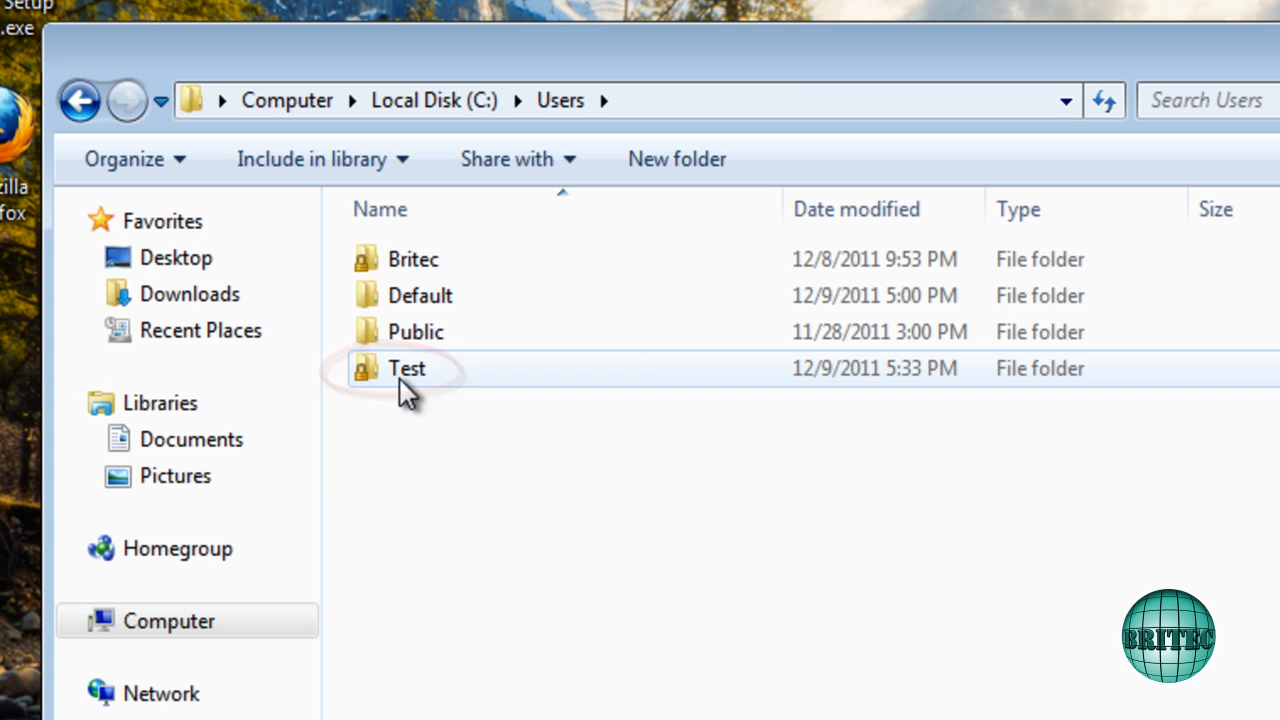 Setup
.exe
zilla
fox
Computer Local Disk (C:) Users
Search Users
Organize Include in library Share with New folder
Name Date modified Type Size
Favorites
Desktop
Downloads
Recent Places
Libraries
Documents
Pictures
Homegroup
Computer
Network
Britec 12/8/2011 9:53 PM File folder
Default 12/9/2011 5:00 PM File folder
Public 11/28/2011 3:00 PM File folder
Test 12/9/2011 5:33 PM File folder
BRITEC